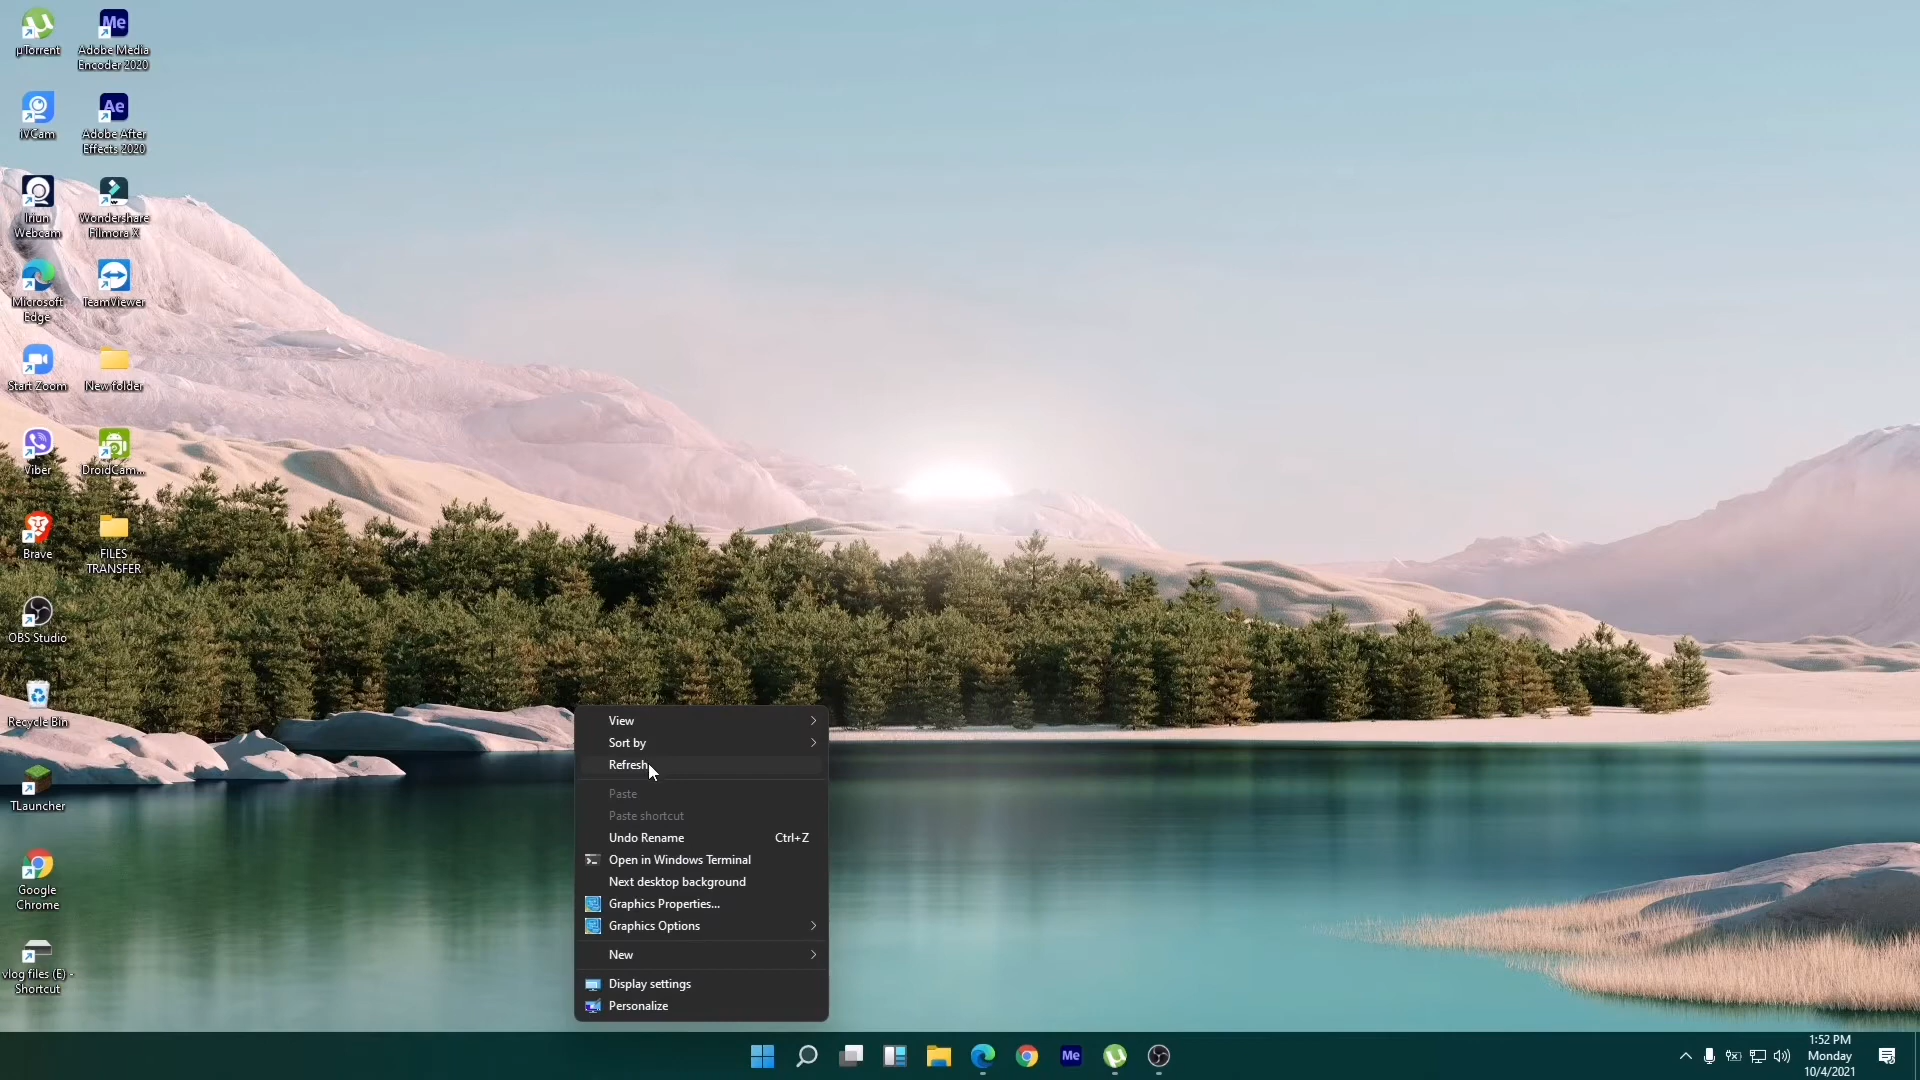 µTorrent
Adobe Media
Encoder 2020
iVCam
Adobe After
Effects 2020
Iriun
Webcam
Wondershare
Filmora X
Microsoft
Edge
TeamViewer
Start Zoom
New folder
Viber
DroidCam...
Brave
FILES
TRANSFER
OBS Studio
Recycle Bin
TLauncher
Google
Chrome
vlog files (E) -
Shortcut
View
Sort by
Refresh
Paste
Paste shortcut
Undo Rename Ctrl+Z
Open in Windows Terminal
Next desktop background
Graphics Properties...
Graphics Options
New
Display settings
Personalize
Me
Ae
Me
1:52 PM
Monday
10/4/2021